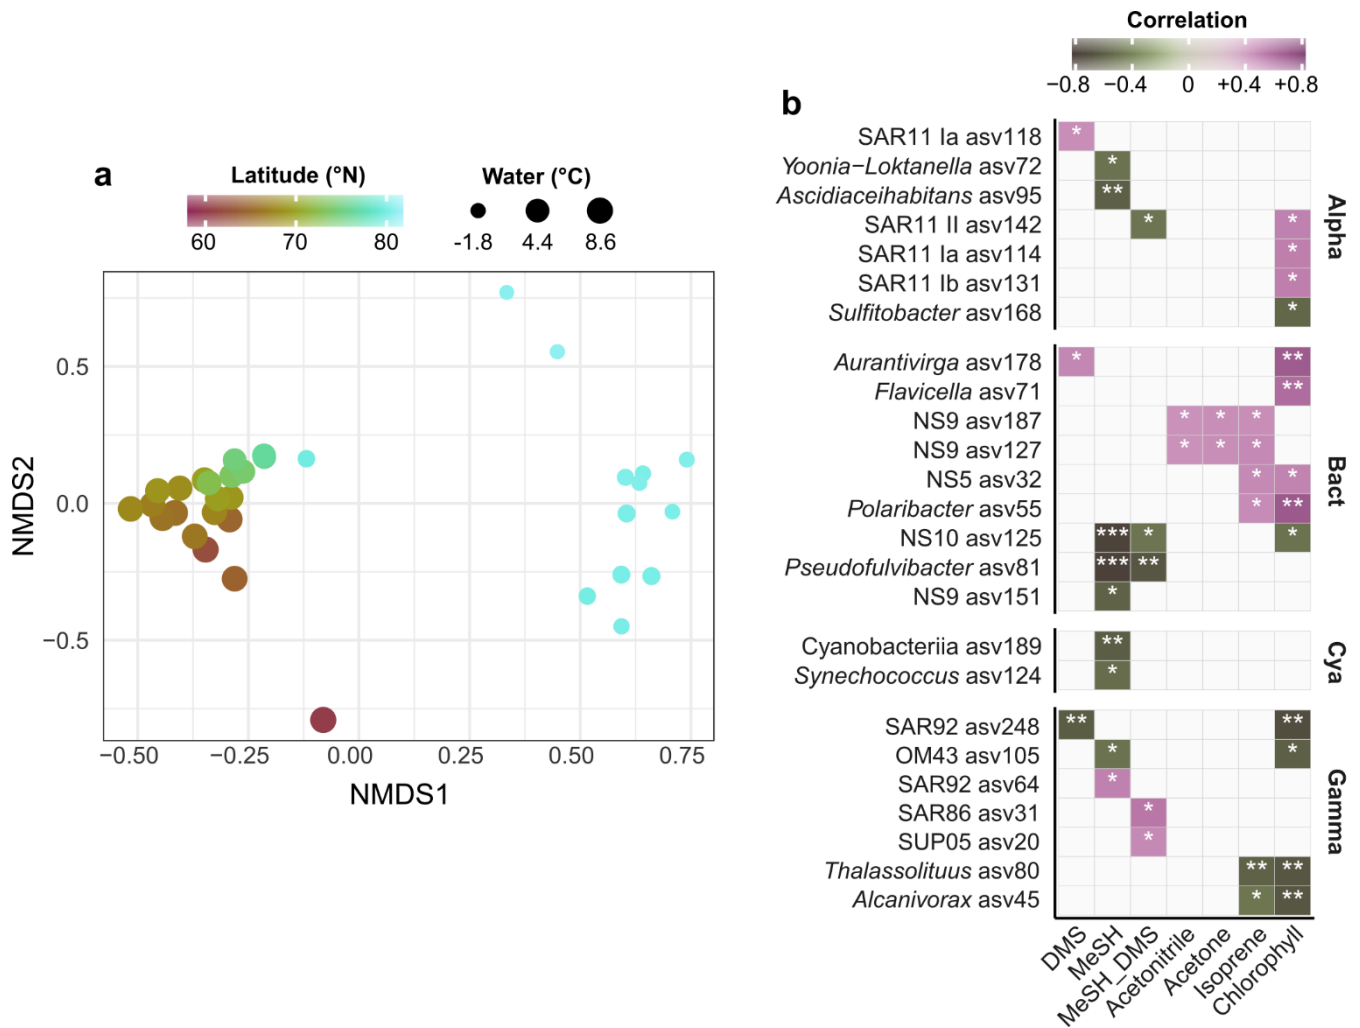 a
Latitude (°N)
60 70 80
Water (°C)
-1.8 4.4 8.6
NMDS2
0.5
0.0
−0.5
−0.50 −0.25 0.00 0.25 0.50 0.75
NMDS1
Correlation
−0.8 −0.4 0 +0.4 +0.8
b
SAR11 Ia asv118 *
Yoonia−Loktanella asv72 *
Ascidiaceihabitans asv95 **
SAR11 II asv142 * *
SAR11 Ia asv114 *
SAR11 Ib asv131 *
Sulfitobacter asv168 *
Alpha
Aurantivirga asv178 * **
Flavicella asv71 **
NS9 asv187 * * *
NS9 asv127 * * *
NS5 asv32 * *
Polaribacter asv55 * **
NS10 asv125 *** * *
Pseudofulvibacter asv81 *** **
NS9 asv151 *
Bact
Cyanobacteriia asv189 **
Synechococcus asv124 *
Cya
SAR92 asv248 ** **
OM43 asv105 * *
SAR92 asv64 *
SAR86 asv31 *
SUP05 asv20 *
Thalassolituus asv80 ** **
Alcanivorax asv45 * **
Gamma
DMS
MeSH
MeSH_DMS
Acetonitrile
Acetone
Isoprene
Chlorophyll